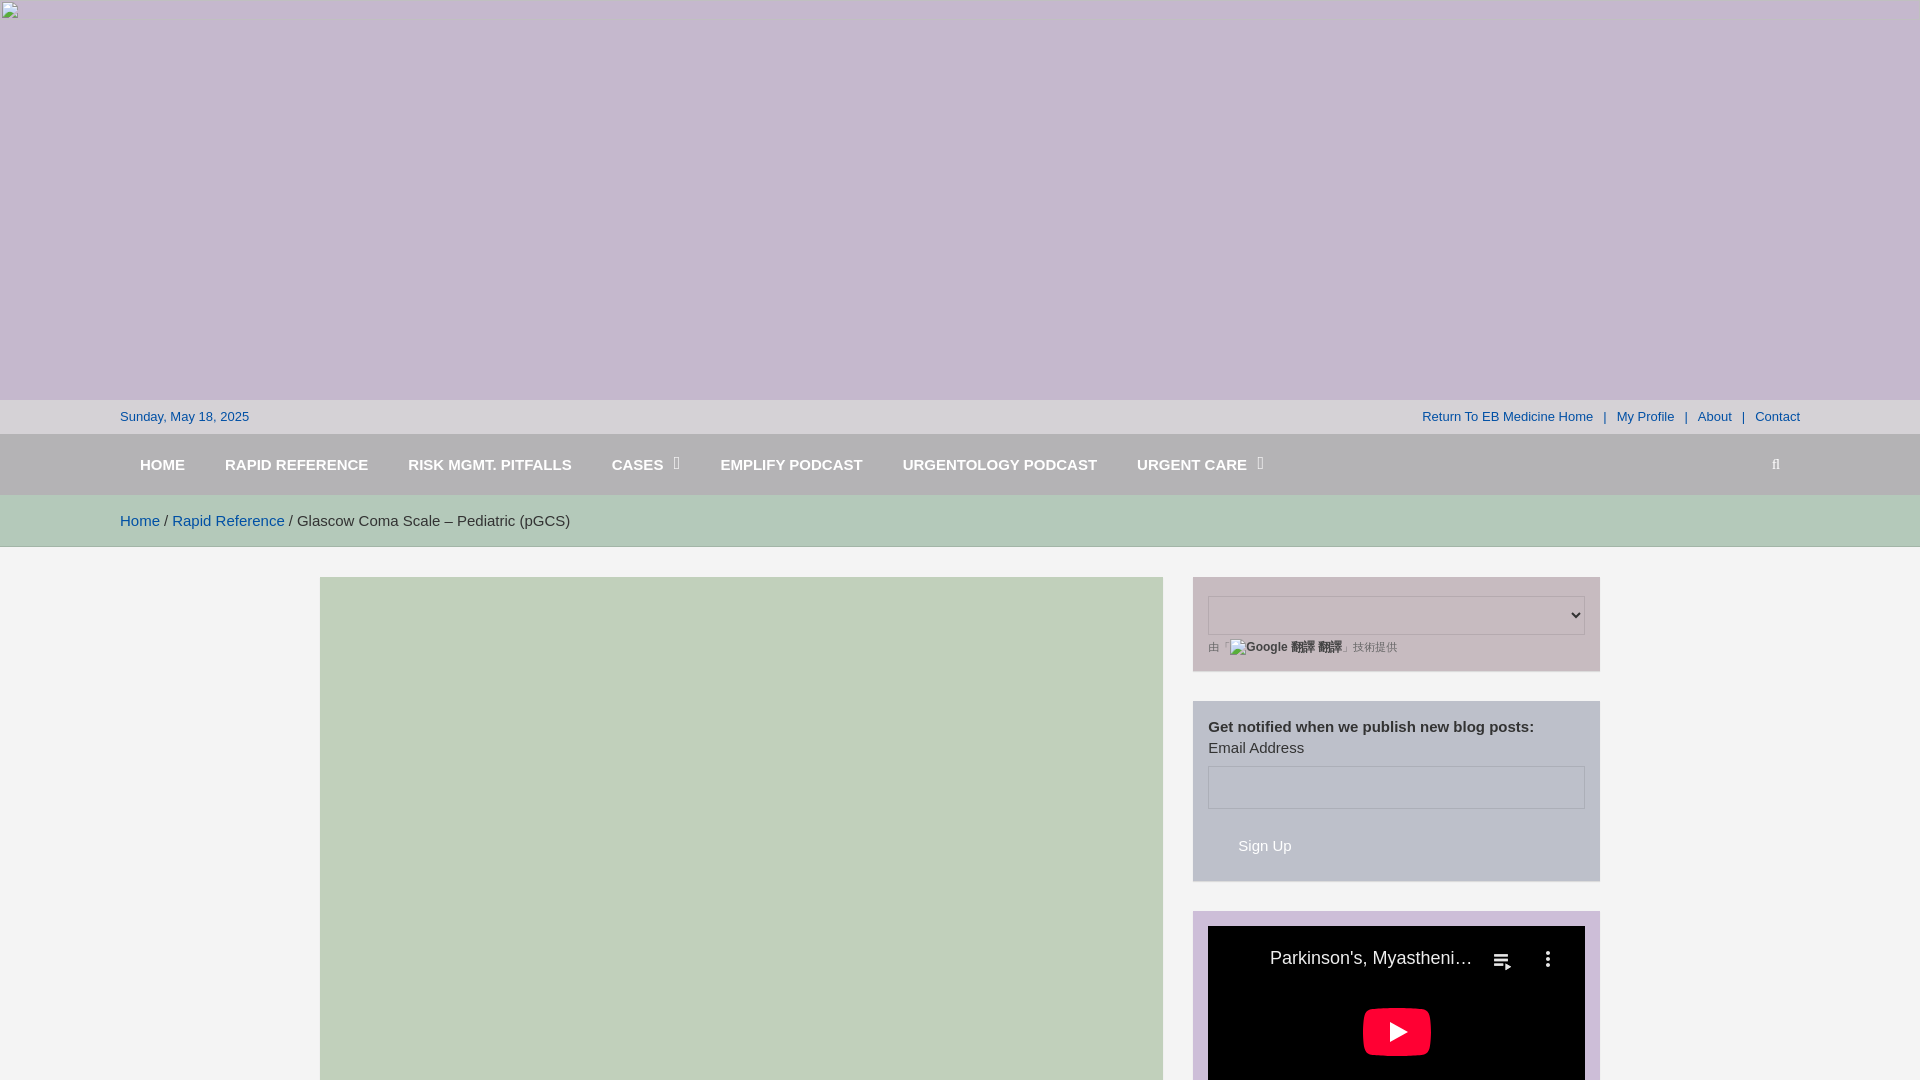 Sunday, May 18, 2025
Return To EB Medicine Home | My Profile | About | Contact
HOME RAPID REFERENCE RISK MGMT. PITFALLS CASES EMPLIFY PODCAST URGENTOLOGY PODCAST URGENT CARE
Home / Rapid Reference / Glascow Coma Scale – Pediatric (pGCS)
由「Google 翻譯 翻譯」技術提供
Get notified when we publish new blog posts:
Email Address
Sign Up
Parkinson's, Myastheni…